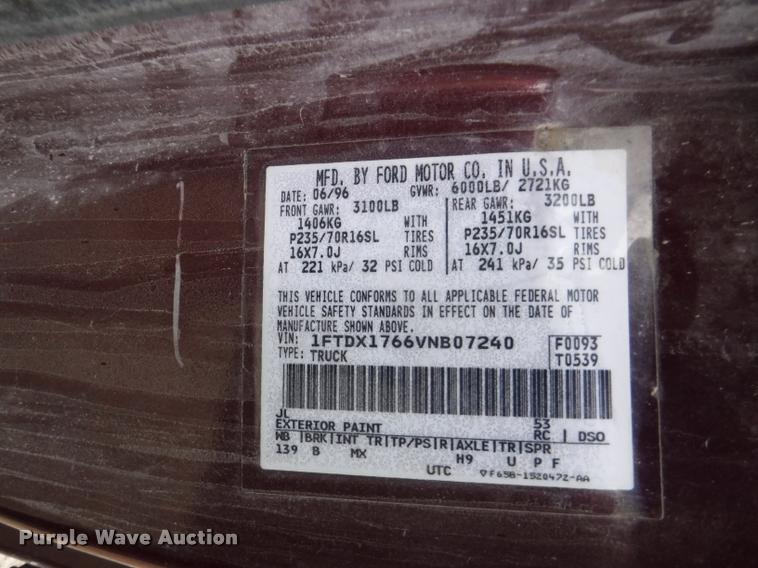 MFD. BY FORD MOTOR CO. IN U.S.A.
DATE: 06/96 GVWR: 6000LB/ 2721KG
FRONT GAWR: 3100LB REAR GAWR: 3200LB
1406KG WITH 1451KG WITH
P235/70R16SL TIRES P235/70R16SL TIRES
16X7.0J RIMS 16X7.0J RIMS
AT 221 kPa/ 32 PSI COLD AT 241 kPa/ 35 PSI COLD
THIS VEHICLE CONFORMS TO ALL APPLICABLE FEDERAL MOTOR
VEHICLE SAFETY STANDARDS IN EFFECT ON THE DATE OF
MANUFACTURE SHOWN ABOVE.
VIN: 1FTDX1766VNB07240 F0093
TYPE: TRUCK T0539
JL 53
EXTERIOR PAINT RC DSO
WB BRK INT TR TP/PS R AXLE TR SPR
139 B MX H9 U P F
UTC F65B-1520472-AA
Purple Wave Auction